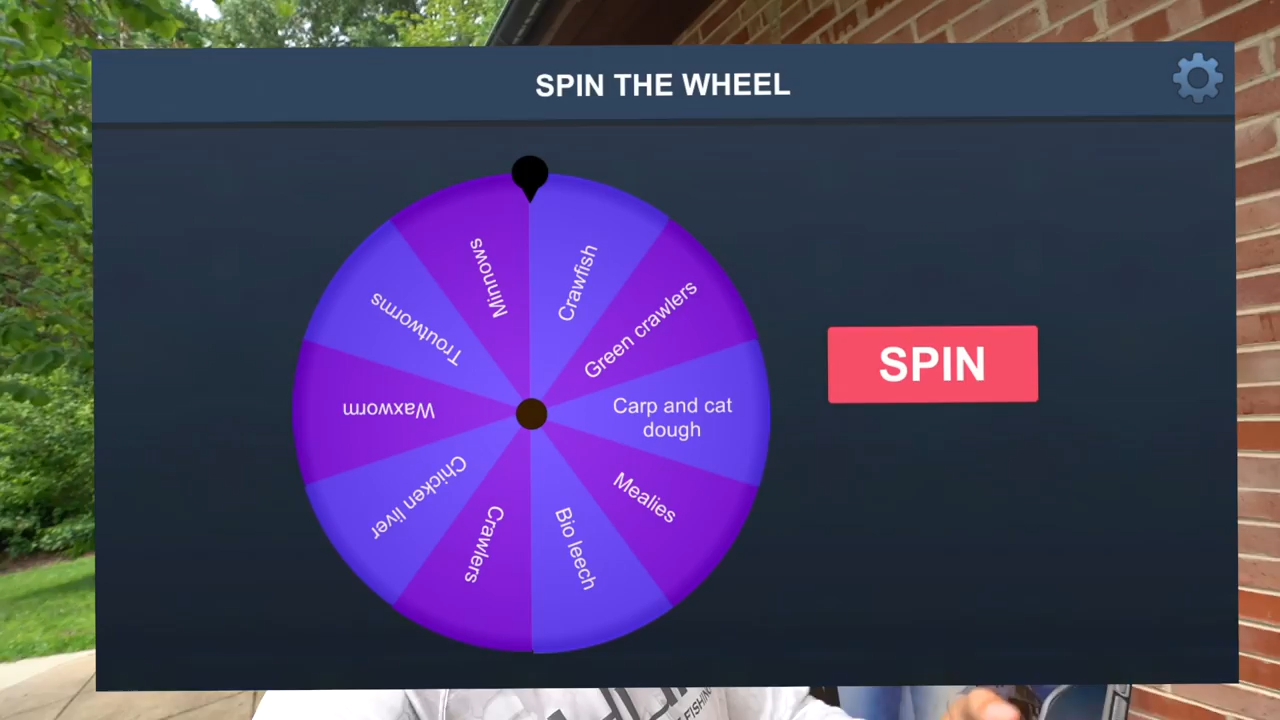 SPIN THE WHEEL
Crawfish
Green crawlers
Carp and cat
dough
Mealies
Bio leech
Crawlers
Chicken liver
Waxworm
Troutworms
Minnows
SPIN
FISHING